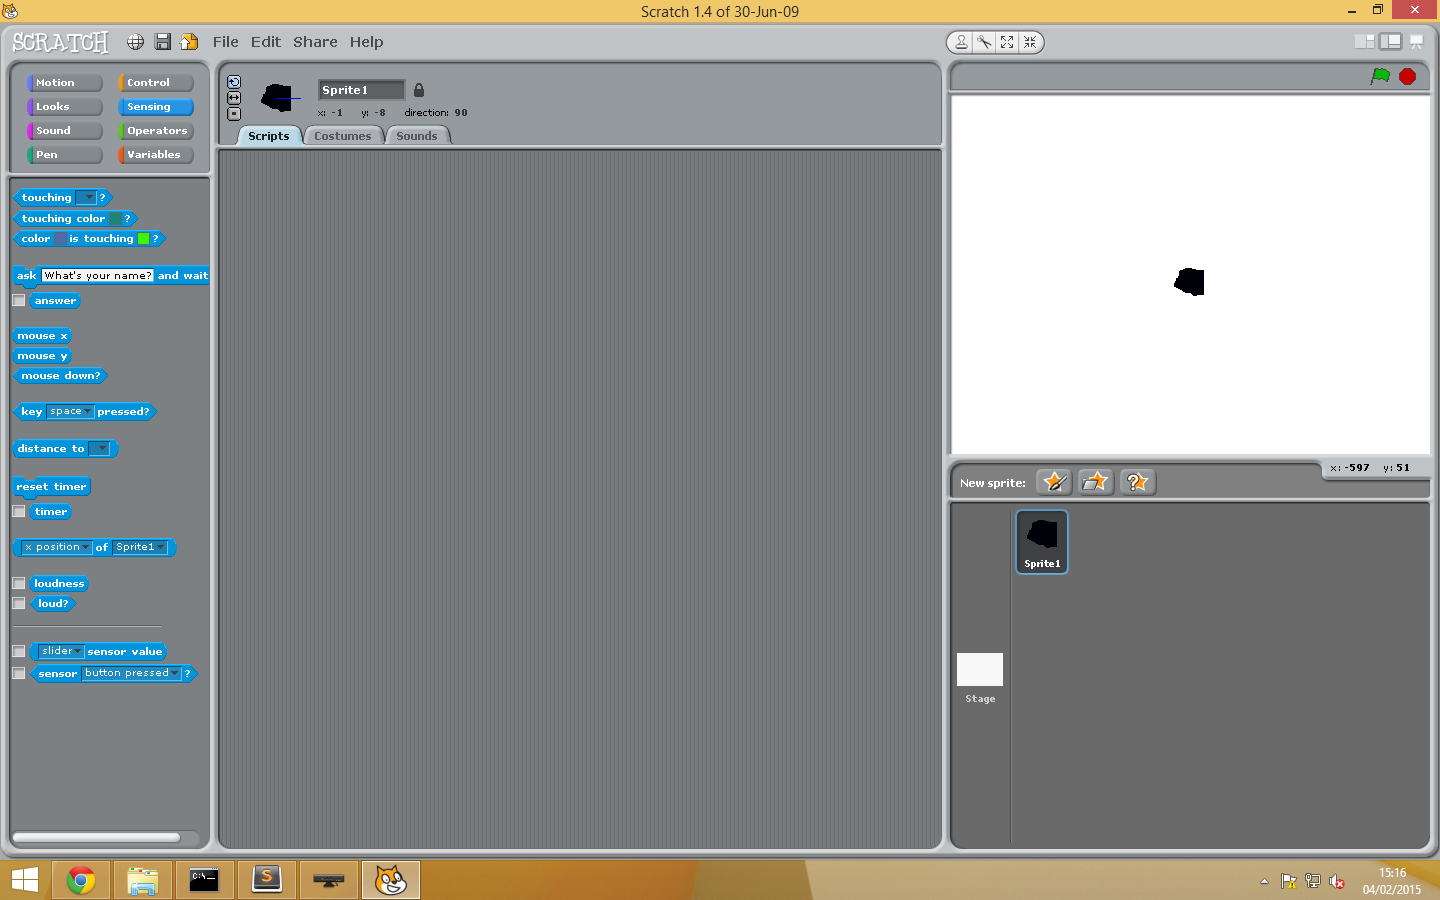 Scratch 1.4 of 30-Jun-09
SCRATCH File Edit Share Help
Motion Control
Looks Sensing
Sound Operators
Pen Variables
Sprite1
x: -1 y: -8 direction: 90
Scripts Costumes Sounds
touching ?
touching color ?
color is touching ?
ask What's your name? and wait
answer
mouse x
mouse y
mouse down?
key space pressed?
distance to
reset timer
timer
x position of Sprite1
loudness
loud?
slider sensor value
sensor button pressed ?
x: -597 y: 51
New sprite:
Sprite1
Stage
C:\
S
15:16
04/02/2015